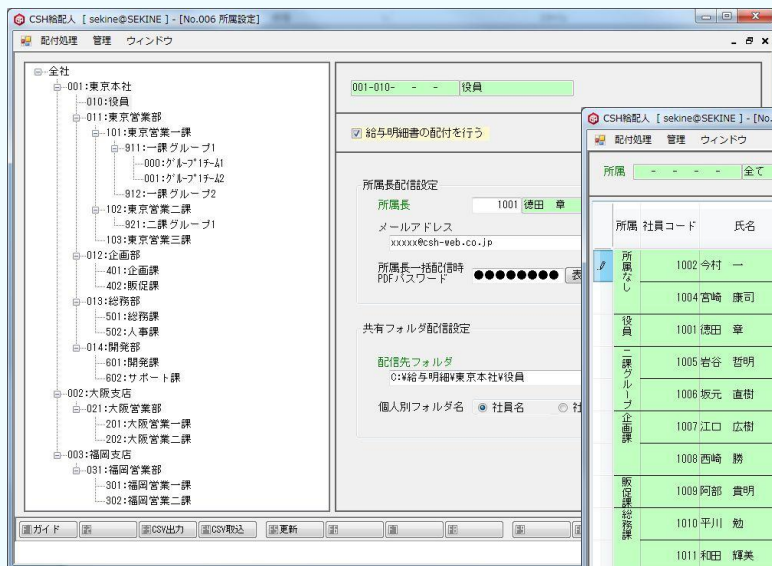 CSH給配人 [ sekine@SEKINE ] - [No.006 所属設定]
配付処理 管理 ウィンドウ
全社
001:東京本社
010:役員
011:東京営業部
101:東京営業一課
911:一課グループ1
000:ｸﾞﾙｰﾌﾟ1ﾁｰﾑ1
001:ｸﾞﾙｰﾌﾟ1ﾁｰﾑ2
912:一課グループ2
102:東京営業二課
921:二課グループ1
103:東京営業三課
012:企画部
401:企画課
402:販促課
013:総務部
501:総務課
502:人事課
014:開発部
601:開発課
602:サポート課
002:大阪支店
021:大阪営業部
201:大阪営業一課
202:大阪営業二課
003:福岡支店
031:福岡営業部
301:福岡営業一課
302:福岡営業二課
001-010- - - 役員
給与明細書の配付を行う
所属長配信設定
所属長 1001 徳田 章
メールアドレス
xxxxx@csh-web.co.jp
所属長一括配信時
PDFパスワード ●●●●●●●● 表
共有フォルダ配信設定
配信先フォルダ
C:¥給与明細¥東京本社¥役員
個人別フォルダ名 社員名 社
ガイド CSV出力 CSV取込 更新
CSH給配人 [ sekine@SEKINE ] - [No.
配付処理 管理 ウィンドウ
所属 - - - - 全て
所属 社員コード 氏名
所属なし 1002 今村 一
1004 宮崎 康司
役員 1001 徳田 章
二課グループ 1005 岩谷 哲明
1006 坂元 直樹
企画課 1007 江口 広樹
1008 西崎 勝
販促課 1009 阿部 貴明
総務課 1010 平川 勉
1011 和田 輝美